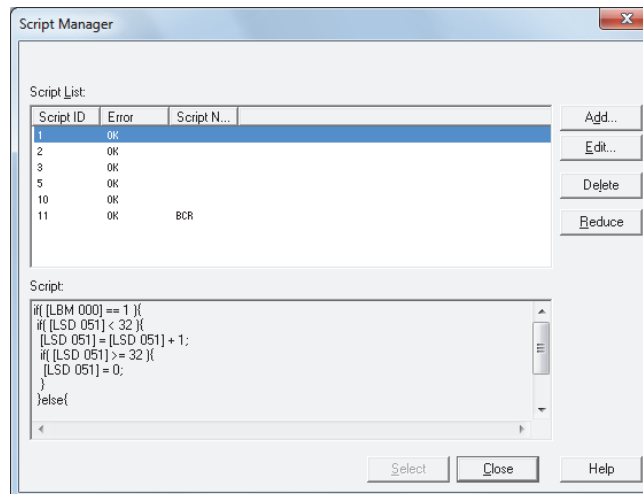 Script Manager
Script List:
Script ID Error Script N...
1 OK
2 OK
3 OK
5 OK
10 OK
11 OK BCR
Add...
Edit...
Delete
Reduce
Script:
if( [LBM 000] == 1 ){
if( [LSD 051] < 32 ){
[LSD 051] = [LSD 051] + 1;
if( [LSD 051] >= 32 ){
[LSD 051] = 0;
}
}else{
Select Close Help